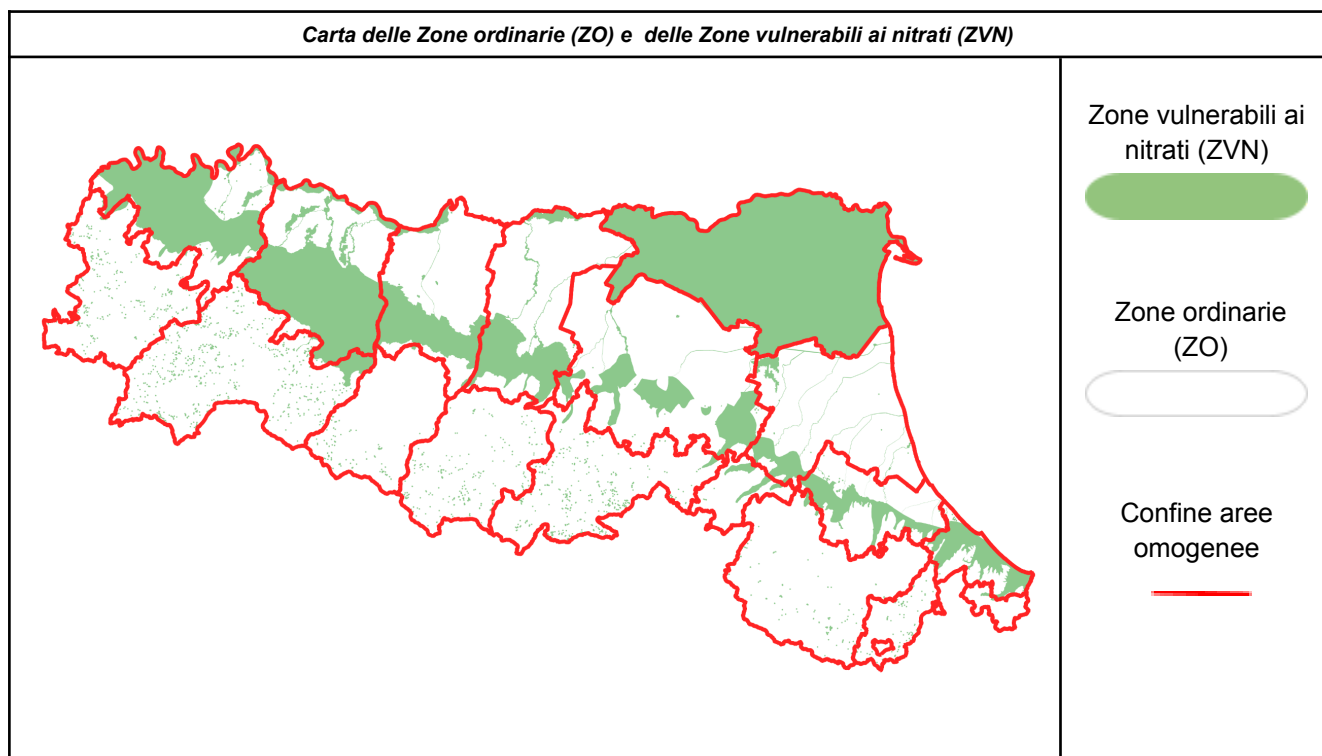 Carta delle Zone ordinarie (ZO) e delle Zone vulnerabili ai nitrati (ZVN)
Zone vulnerabili ai
nitrati (ZVN)
Zone ordinarie
(ZO)
Confine aree
omogenee